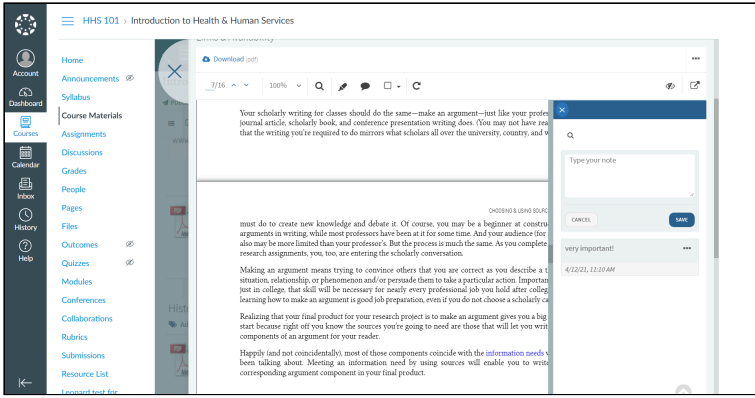 HHS 101 > Introduction to Health & Human Services
Account
Dashboard
Courses
Calendar
Inbox
History
Help
Home
Announcements
Syllabus
Course Materials
Assignments
Discussions
Grades
People
Pages
Files
Outcomes
Quizzes
Modules
Conferences
Collaborations
Rubrics
Submissions
Resource List
Leonard test for
Download (pdf)
7/16
100%
Your scholarly writing for classes should do the same—make an argument—just like your profes
journal article, scholarly book, and conference presentation writing does. (You may not have rea
that the writing you're required to do mirrors what scholars all over the university, country, and w
CHOOSING & USING SOURC
must do to create new knowledge and debate it. Of course, you may be a beginner at constru
arguments in writing, while most professors have been at it for some time. And your audience (for
also may be more limited than your professor's. But the process is much the same. As you complete
research assignments, you, too, are entering the scholarly conversation.
Making an argument means trying to convince others that you are correct as you describe a t
situation, relationship, or phenomenon and/or persuade them to take a particular action. Important
just in college, that skill will be necessary for nearly every professional job you hold after colleg
learning how to make an argument is good job preparation, even if you do not choose a scholarly ca
Realizing that your final product for your research project is to make an argument gives you a big
start because right off you know the sources you're going to need are those that will let you writ
components of an argument for your reader.
Happily (and not coincidentally), most of those components coincide with the information needs w
been talking about. Meeting an information need by using sources will enable you to write
corresponding argument component in your final product.
Type your note
CANCEL
SAVE
very important!
4/12/21, 11:10 AM